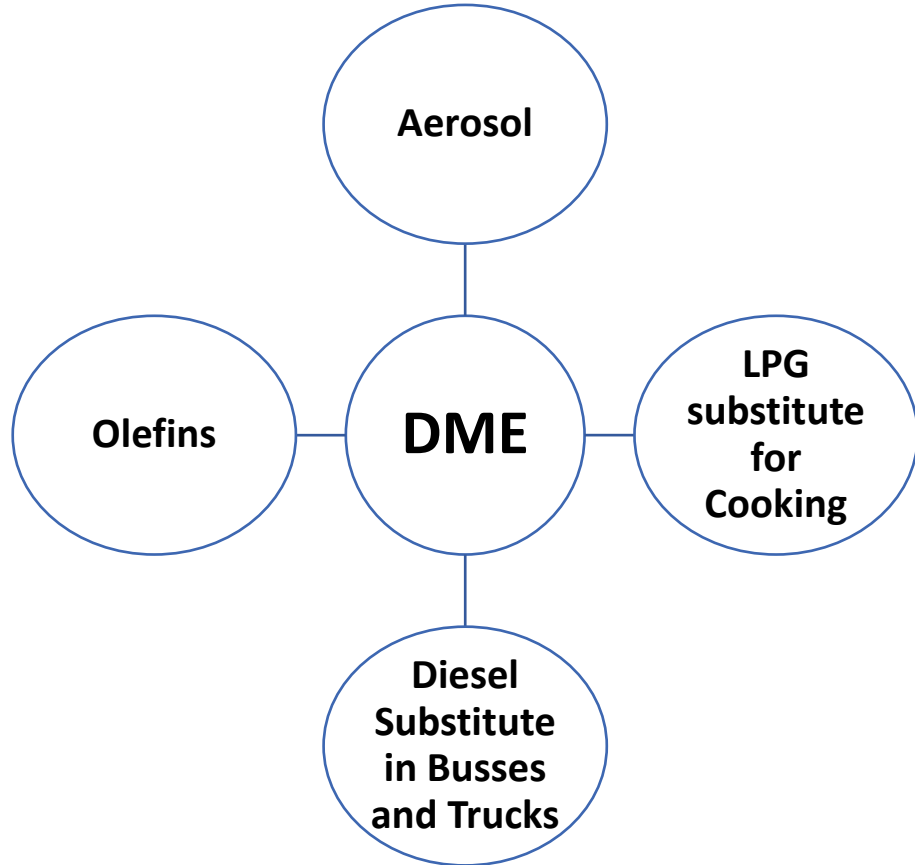 Aerosol
Olefins
DME
LPG
substitute
for
Cooking
Diesel
Substitute
in Busses
and Trucks